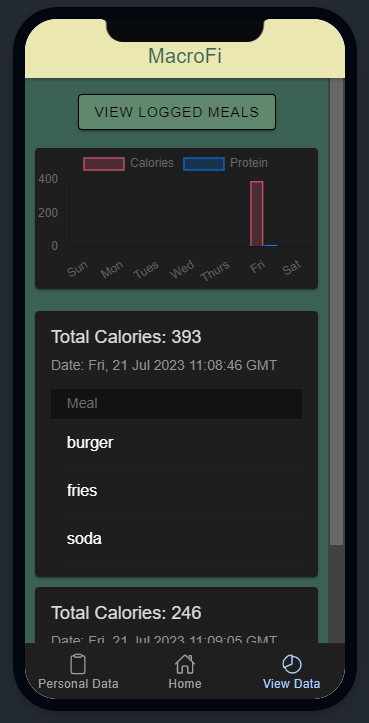 MacroFi
VIEW LOGGED MEALS
Calories Protein
400
200
0
Sun Mon Tues Wed Thurs Fri Sat
Total Calories: 393
Date: Fri, 21 Jul 2023 11:08:46 GMT
Meal
burger
fries
soda
Total Calories: 246
Date: Fri, 21 Jul 2023 11:09:05 GMT
Personal Data Home View Data